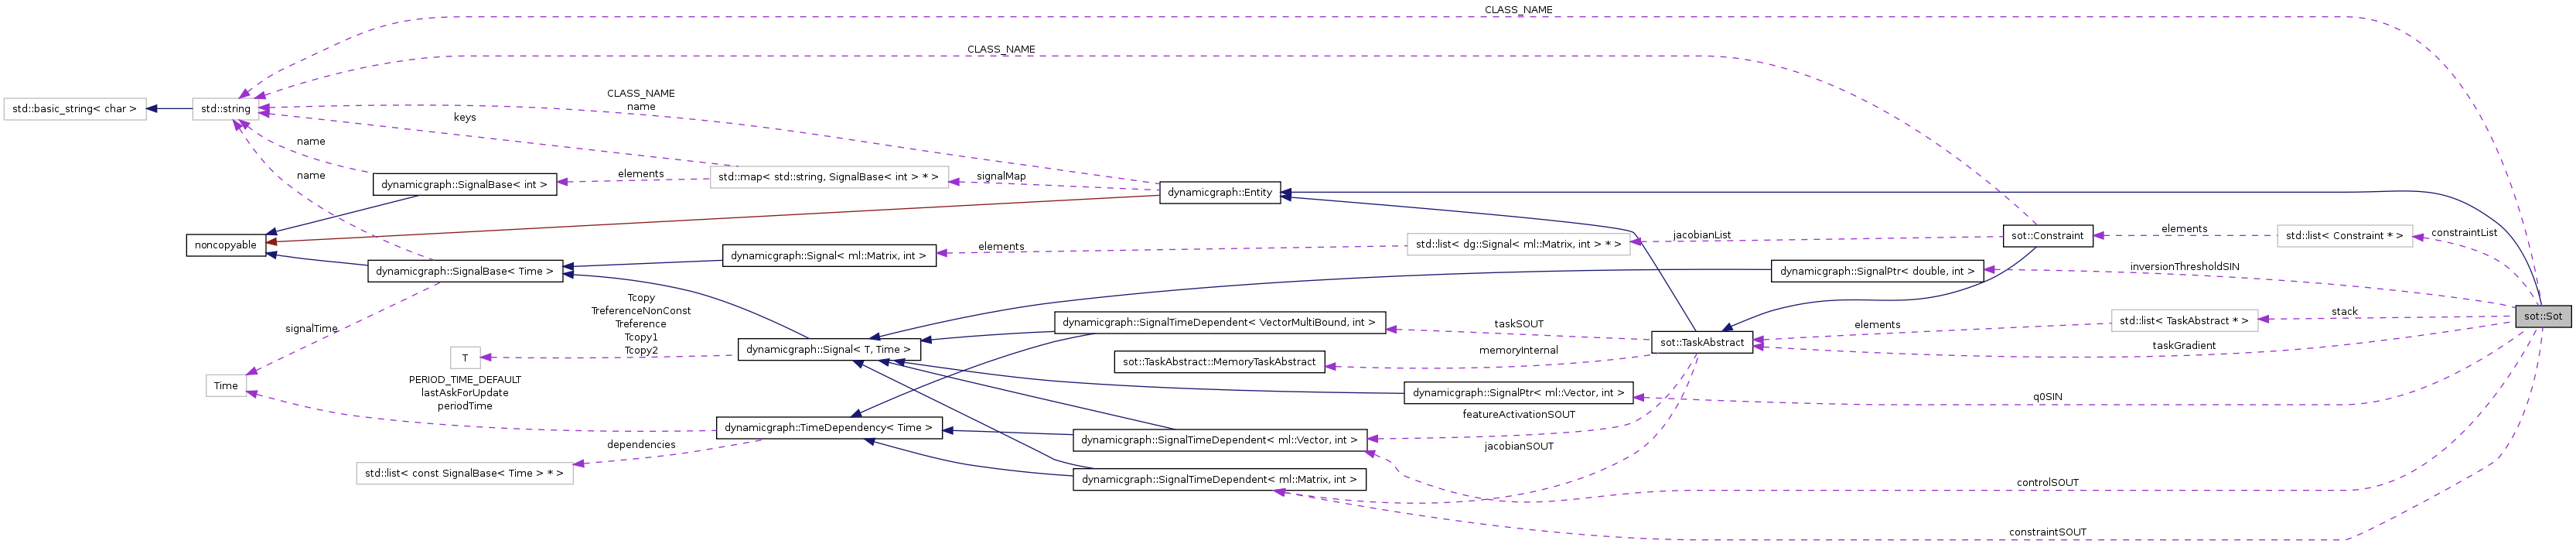 CLASS_NAME
CLASS_NAME
CLASS_NAME
name
std::basic_string< char >
std::string
keys
name
name
elements
std::map< std::string, SignalBase< int > * >
signalMap
dynamicgraph::SignalBase< int >
dynamicgraph::Entity
noncopyable
jacobianList
elements
constraintList
sot::Constraint
std::list< Constraint * >
std::list< dg::Signal< ml::Matrix, int > * >
elements
dynamicgraph::Signal< ml::Matrix, int >
dynamicgraph::SignalBase< Time >
dynamicgraph::SignalPtr< double, int >
inversionThresholdSIN
Tcopy
TreferenceNonConst
Treference
Tcopy1
Tcopy2
signalTime
stack
sot::Sot
std::list< TaskAbstract * >
elements
taskSOUT
dynamicgraph::SignalTimeDependent< VectorMultiBound, int >
dynamicgraph::Signal< T, Time >
T
sot::TaskAbstract
taskGradient
memoryInternal
sot::TaskAbstract::MemoryTaskAbstract
Time
PERIOD_TIME_DEFAULT
lastAskForUpdate
periodTime
dynamicgraph::SignalPtr< ml::Vector, int >
q0SIN
featureActivationSOUT
dynamicgraph::TimeDependency< Time >
dependencies
dynamicgraph::SignalTimeDependent< ml::Vector, int >
jacobianSOUT
std::list< const SignalBase< Time > * >
dynamicgraph::SignalTimeDependent< ml::Matrix, int >
controlSOUT
constraintSOUT